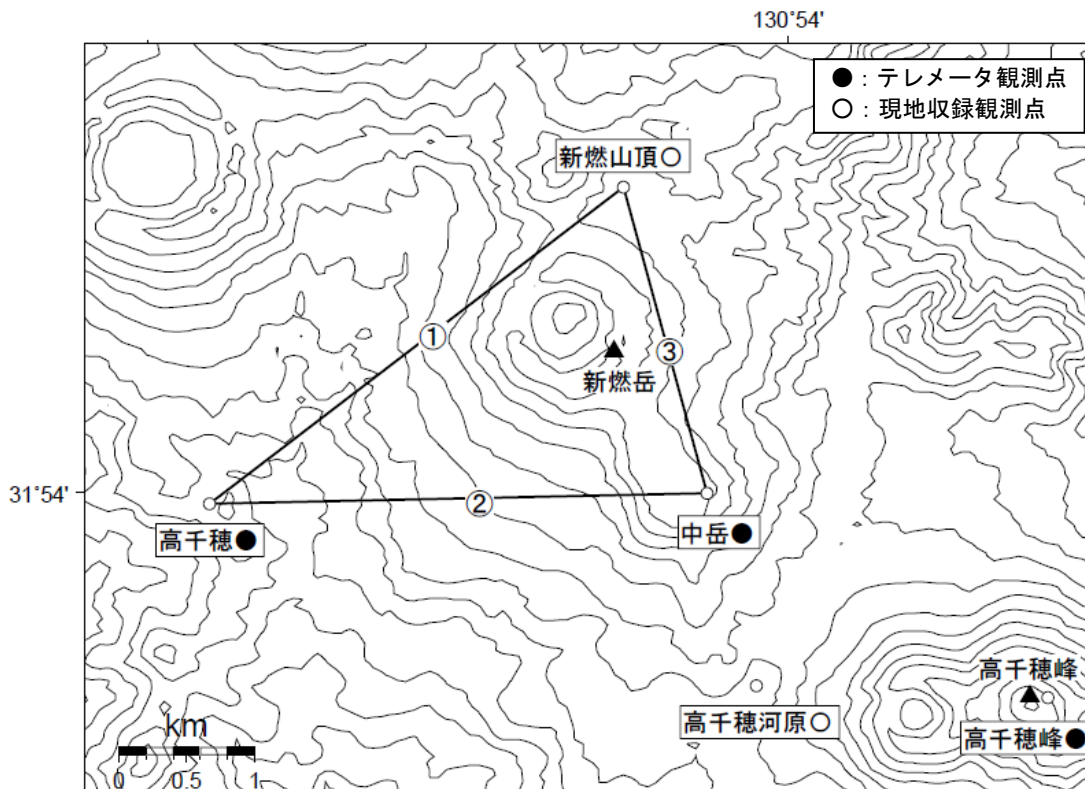 130°54'
●：テレメータ観測点
○：現地収録観測点
新燃山頂○
①
③
新燃岳
31°54'
②
高千穂●
中岳●
高千穂峰
高千穂河原○
高千穂峰●
km
0 0.5 1